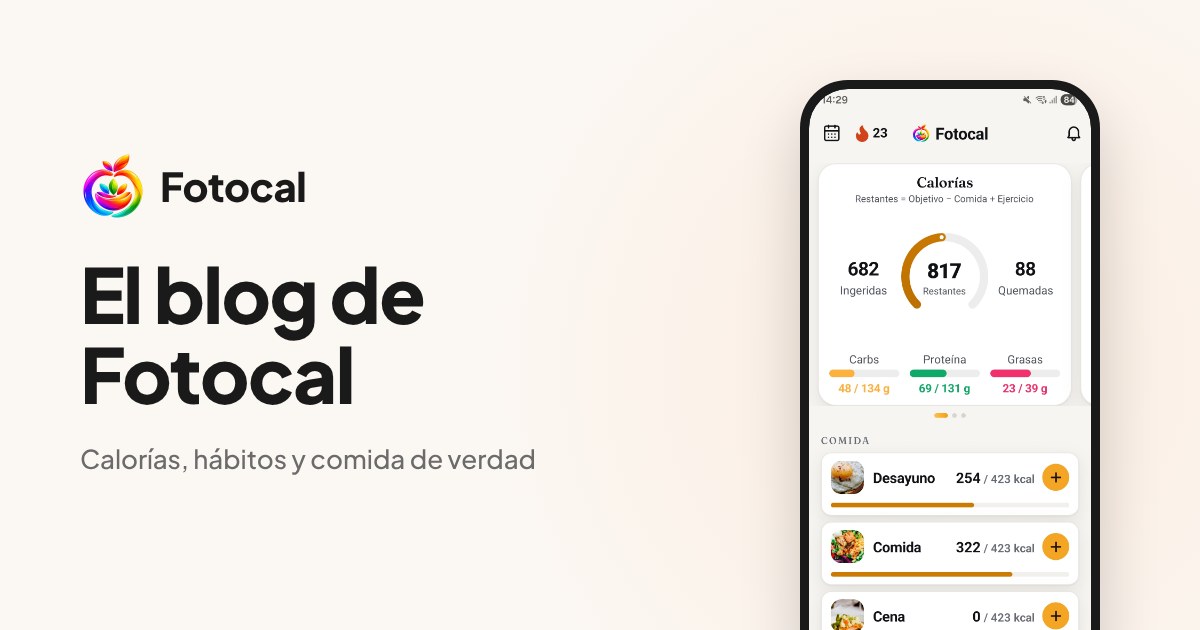 Fotocal
El blog de
Fotocal
Calorías, hábitos y comida de verdad
14:29
84
23
Fotocal
Calorías
Restantes = Objetivo − Comida + Ejercicio
682
Ingeridas
817
Restantes
88
Quemadas
Carbs
Proteína
Grasas
48 / 134 g
69 / 131 g
23 / 39 g
COMIDA
Desayuno 254 / 423 kcal +
Comida 322 / 423 kcal +
Cena 0 / 423 kcal +